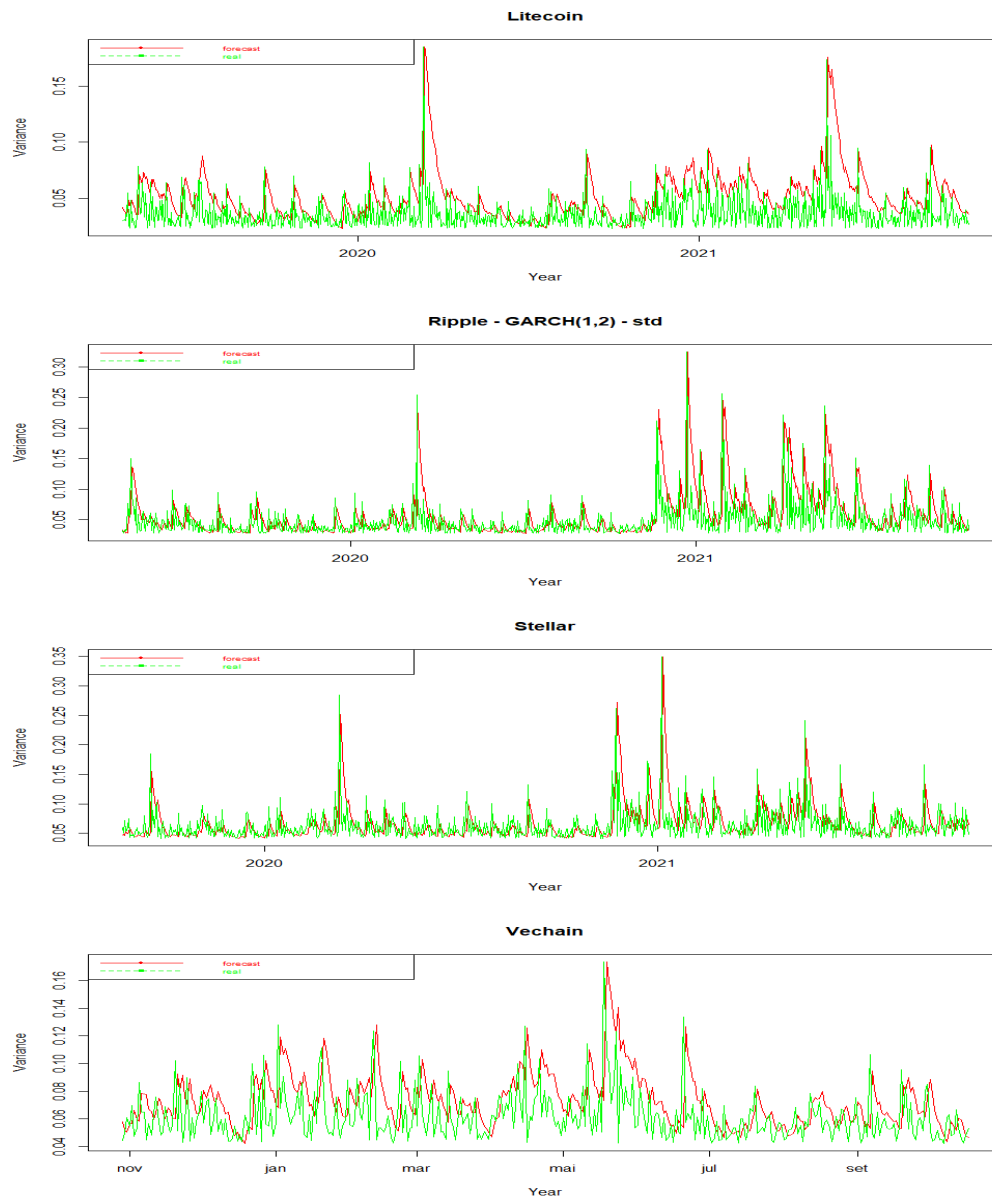 Litecoin
forecast
real
Variance
0.15
0.10
0.05
2020 2021
Year
Ripple - GARCH(1,2) - std
forecast
real
Variance
0.30
0.25
0.20
0.15
0.10
0.05
2020 2021
Year
Stellar
forecast
real
Variance
0.35
0.30
0.25
0.20
0.15
0.10
0.05
2020 2021
Year
Vechain
forecast
real
Variance
0.16
0.14
0.12
0.10
0.08
0.06
0.04
nov jan mar mai jul set
Year